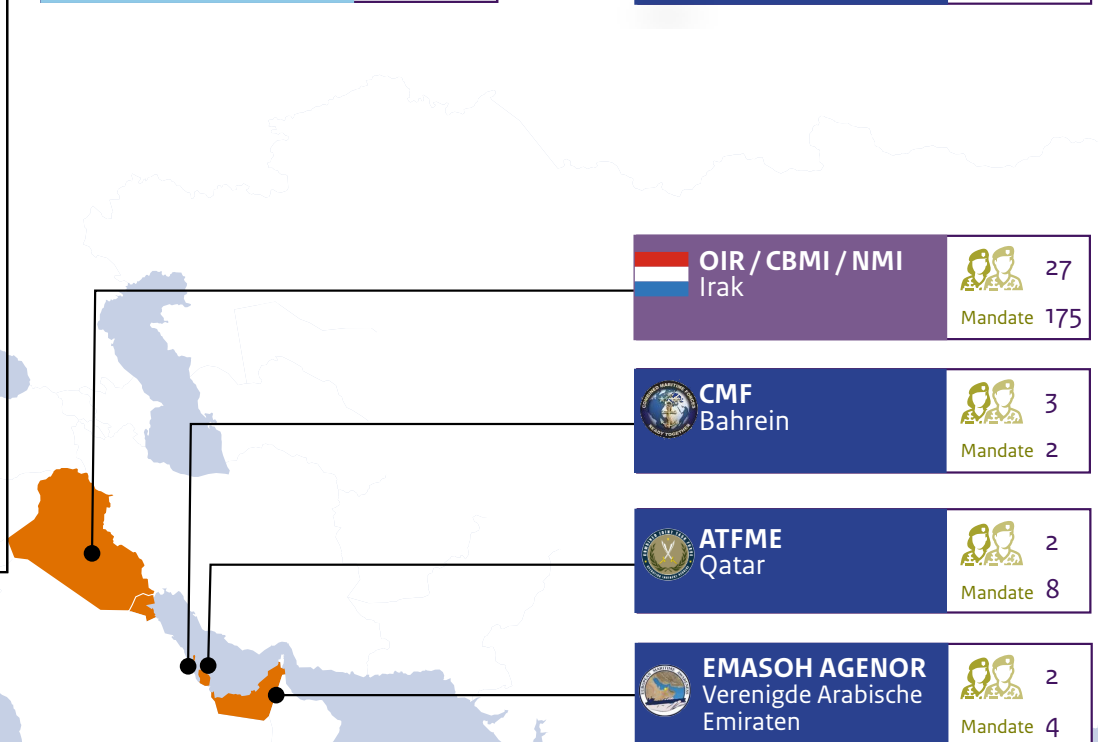 OIR / CBMI / NMI
Irak
27
Mandate 175
CMF
Bahrein
3
Mandate 2
ATFME
Qatar
2
Mandate 8
EMASOH AGENOR
Verenigde Arabische
Emiraten
2
Mandate 4